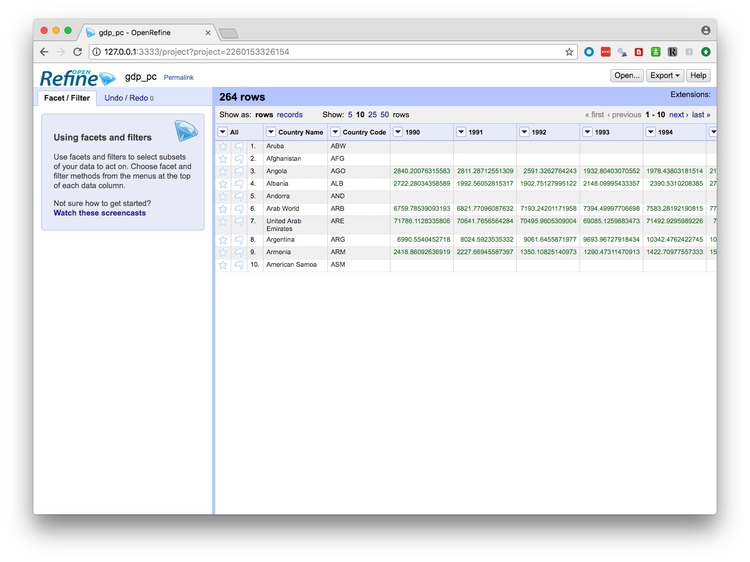 gdp_pc - OpenRefine
127.0.0.1:3333/project?project=2260153326154
OPEN Refine gdp_pc Permalink Open... Export Help
Facet / Filter Undo / Redo 0
264 rows Extensions:
Show as: rows records Show: 5 10 25 50 rows « first ‹ previous 1 - 10 next › last »
Using facets and filters
Use facets and filters to select subsets
of your data to act on. Choose facet and
filter methods from the menus at the top
of each data column.
Not sure how to get started?
Watch these screencasts
All Country Name Country Code 1990 1991 1992 1993 1994
1. Aruba ABW
2. Afghanistan AFG
3. Angola AGO 2840.20076315583 2811.28712551309 2591.3262784243 1932.80403070552 1978.43803181514 21
4. Albania ALB 2722.28034358589 1992.56052815317 1902.75127995122 2148.09995433357 2390.5310208385 27
5. Andorra AND
6. Arab World ARB 6759.78539093193 6821.77096087632 7193.24201171958 7394.49997706698 7583.28192190815 77
7. United Arab Emirates ARE 71786.1128335806 70641.7656564284 70495.9805309004 69085.1259883473 71492.9295989226 71
8. Argentina ARG 6990.5540452718 8024.5923535332 9061.6455871977 9693.96727918434 10342.4762422745 10
9. Armenia ARM 2418.86092636919 2227.66945587397 1350.10825140973 1290.47311470913 1422.70977557333 15
10. American Samoa ASM